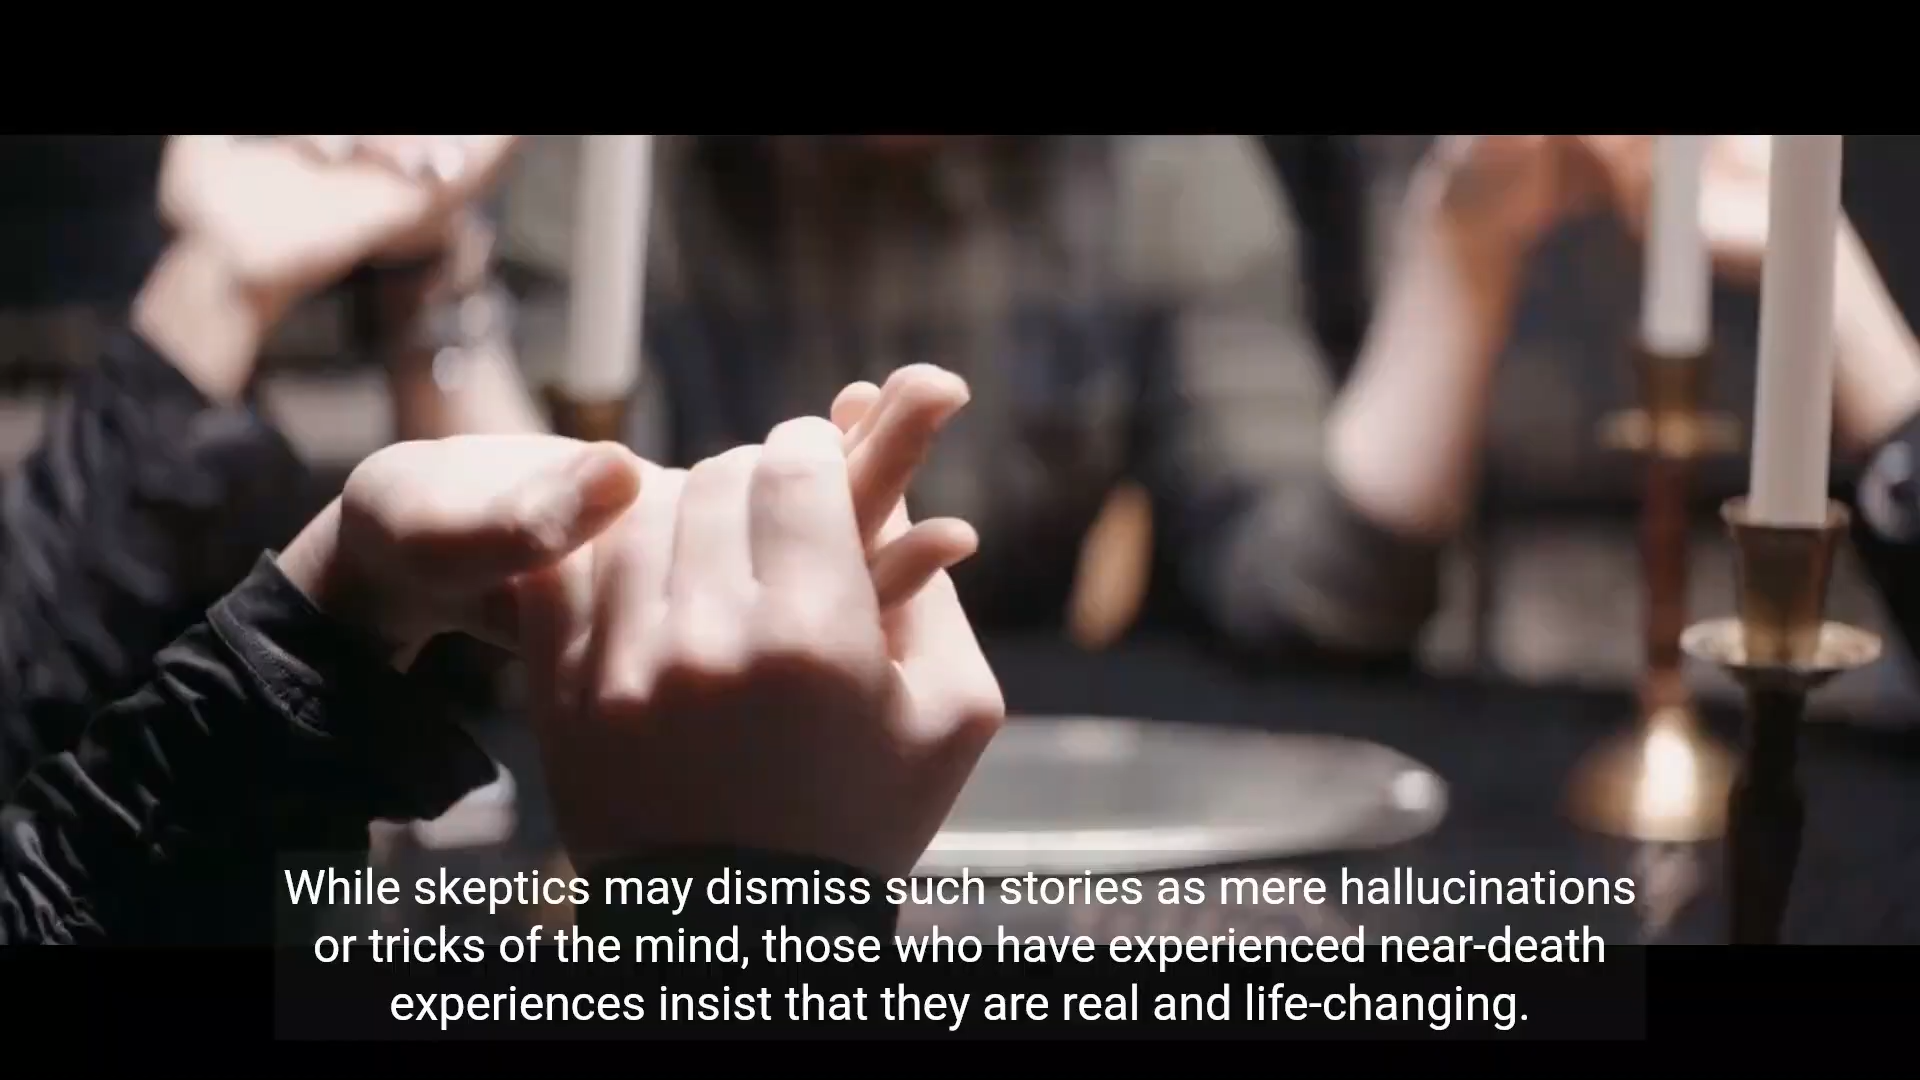 While skeptics may dismiss such stories as mere hallucinations
or tricks of the mind, those who have experienced near-death
experiences insist that they are real and life-changing.